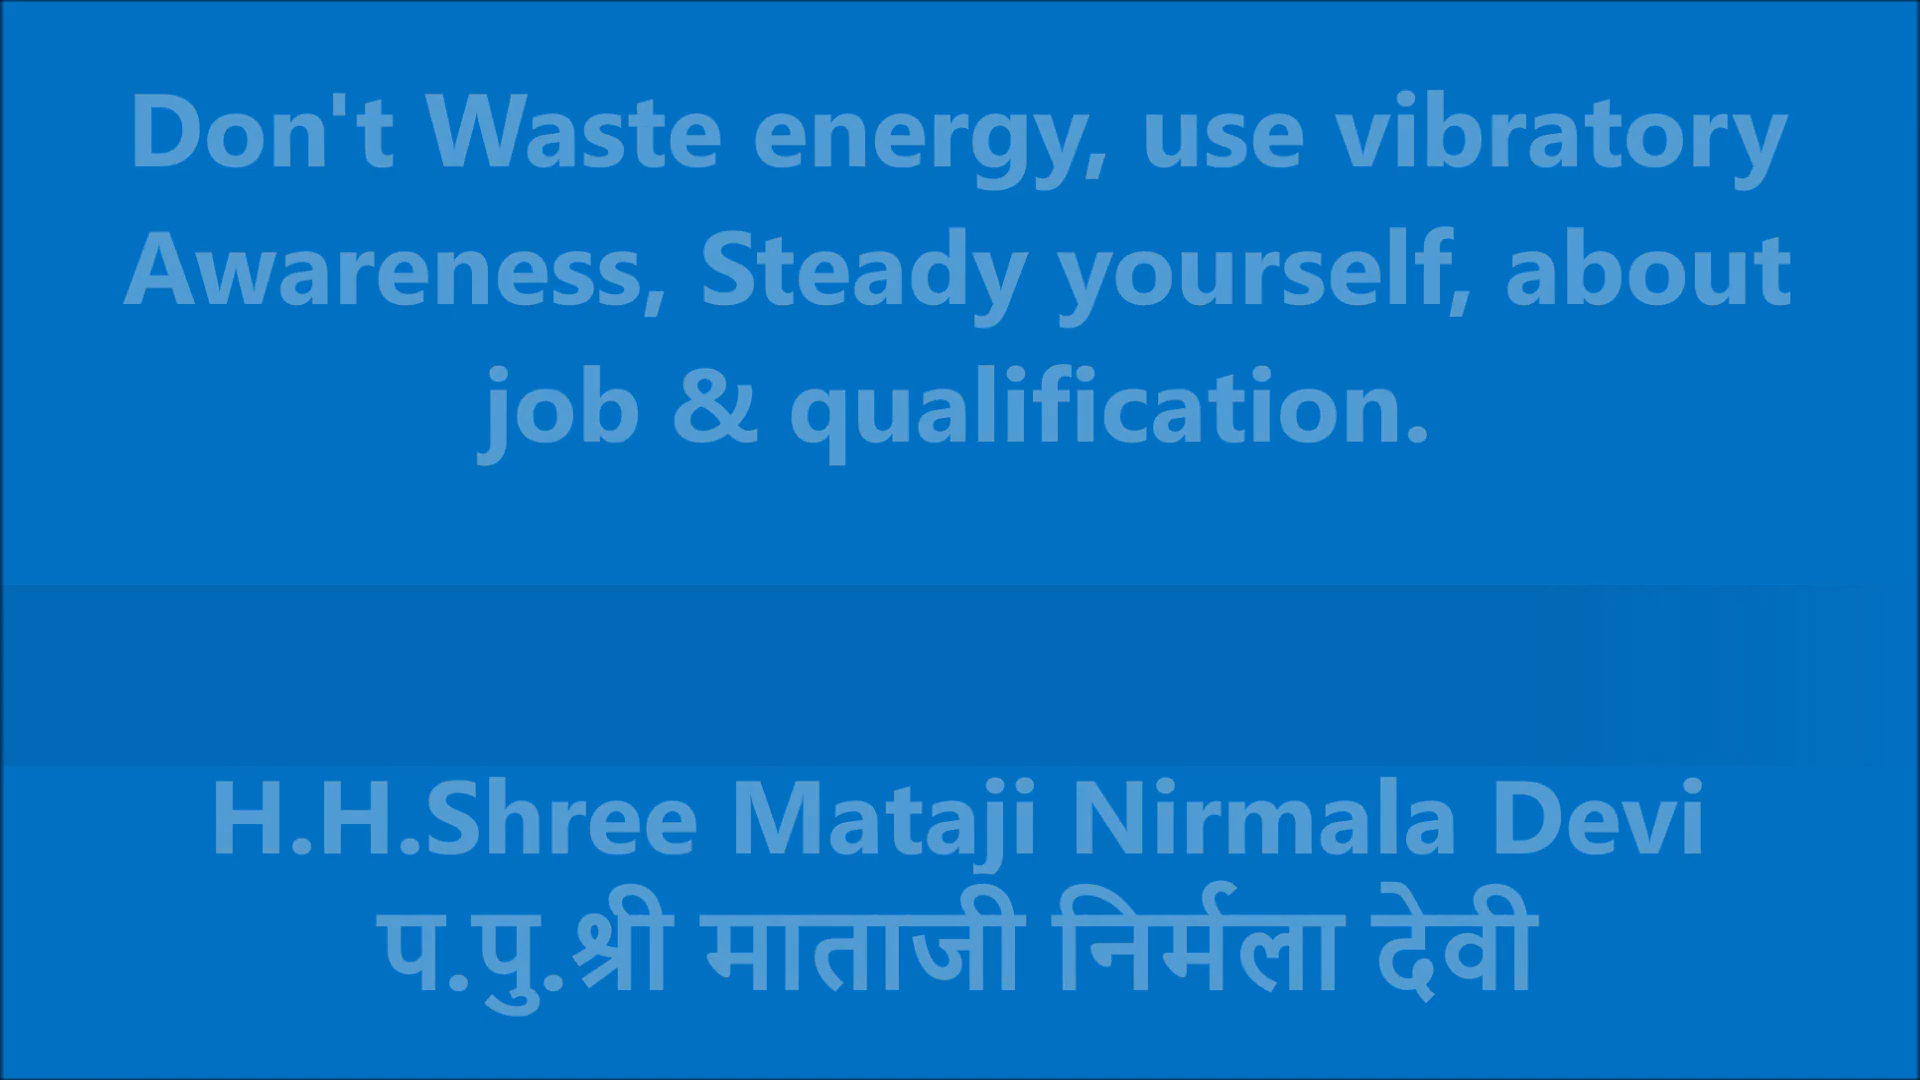 Don't Waste energy, use vibratory
Awareness, Steady yourself, about
job & qualification.
H.H.Shree Mataji Nirmala Devi
प.पु.श्री माताजी निर्मला देवी